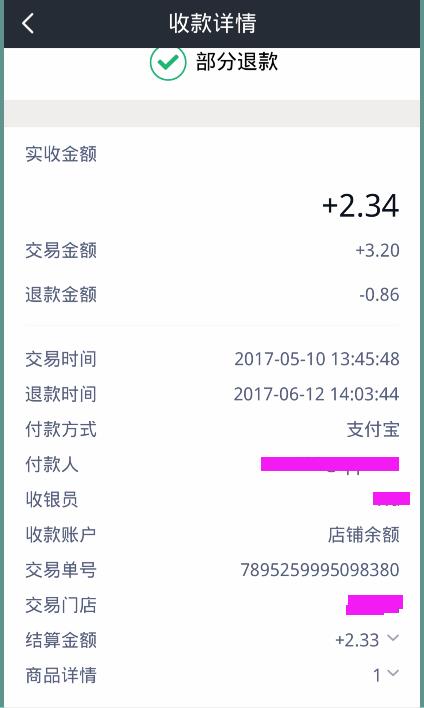 收款详情
部分退款
实收金额
+2.34
交易金额 +3.20
退款金额 -0.86
交易时间 2017-05-10 13:45:48
退款时间 2017-06-12 14:03:44
付款方式 支付宝
付款人
收银员
收款账户 店铺余额
交易单号 7895259995098380
交易门店
结算金额 +2.33
商品详情 1